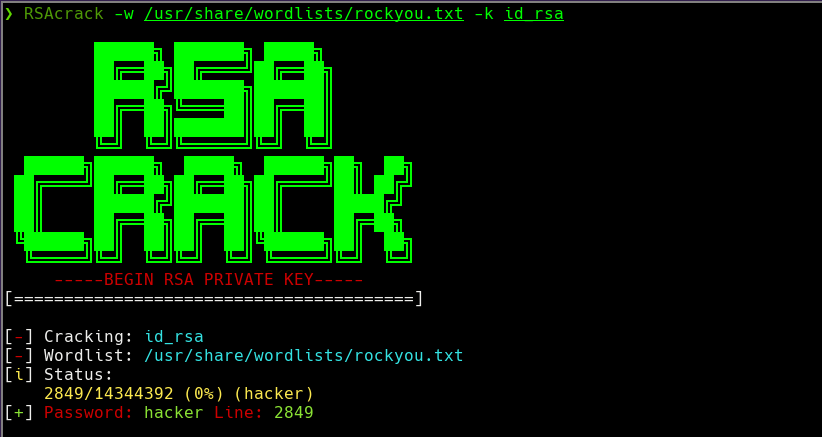 ❯ RSAcrack -w /usr/share/wordlists/rockyou.txt -k id_rsa
RSA
CRACK
-----BEGIN RSA PRIVATE KEY-----
[========================================]
[-] Cracking: id_rsa
[-] Wordlist: /usr/share/wordlists/rockyou.txt
[i] Status:
2849/14344392 (0%) (hacker)
[+] Password: hacker Line: 2849